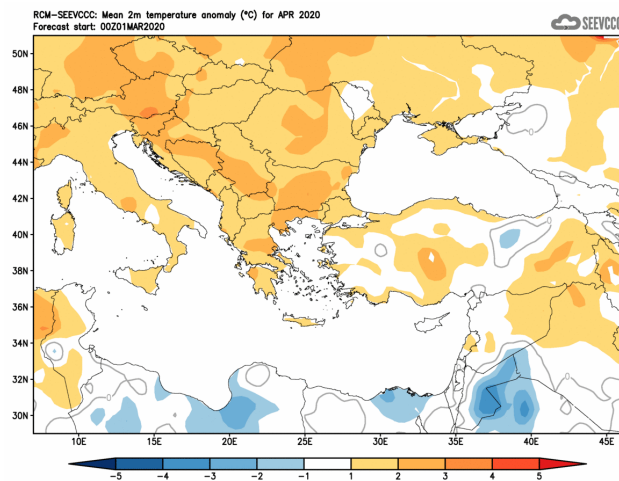 RCM-SEEVCCC: Mean 2m temperature anomaly (°C) for APR 2020
Forecast start: 00Z01MAR2020
SEEVCCC
50N
48N
46N
44N
42N
40N
38N
36N
34N
32N
30N
10E 15E 20E 25E 30E 35E 40E 45E
-5 -4 -3 -2 -1 1 2 3 4 5